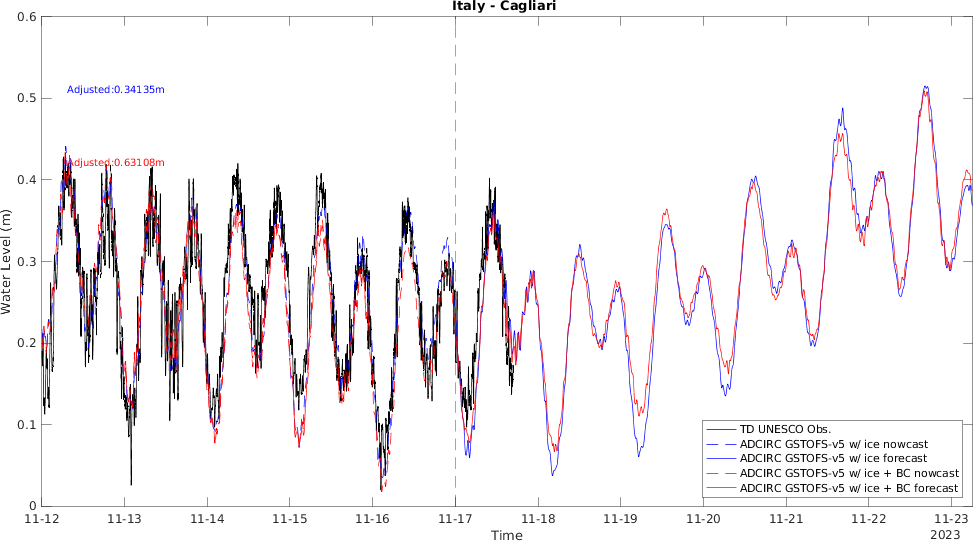 Italy - Cagliari
0.6
0.5
0.4
0.3
0.2
0.1
0
Water Level (m)
Adjusted:0.34135m
Adjusted:0.63108m
TD UNESCO Obs.
ADCIRC GSTOFS-v5 w/ ice nowcast
ADCIRC GSTOFS-v5 w/ ice forecast
ADCIRC GSTOFS-v5 w/ ice + BC nowcast
ADCIRC GSTOFS-v5 w/ ice + BC forecast
11-12 11-13 11-14 11-15 11-16 11-17 11-18 11-19 11-20 11-21 11-22 11-23
Time
2023